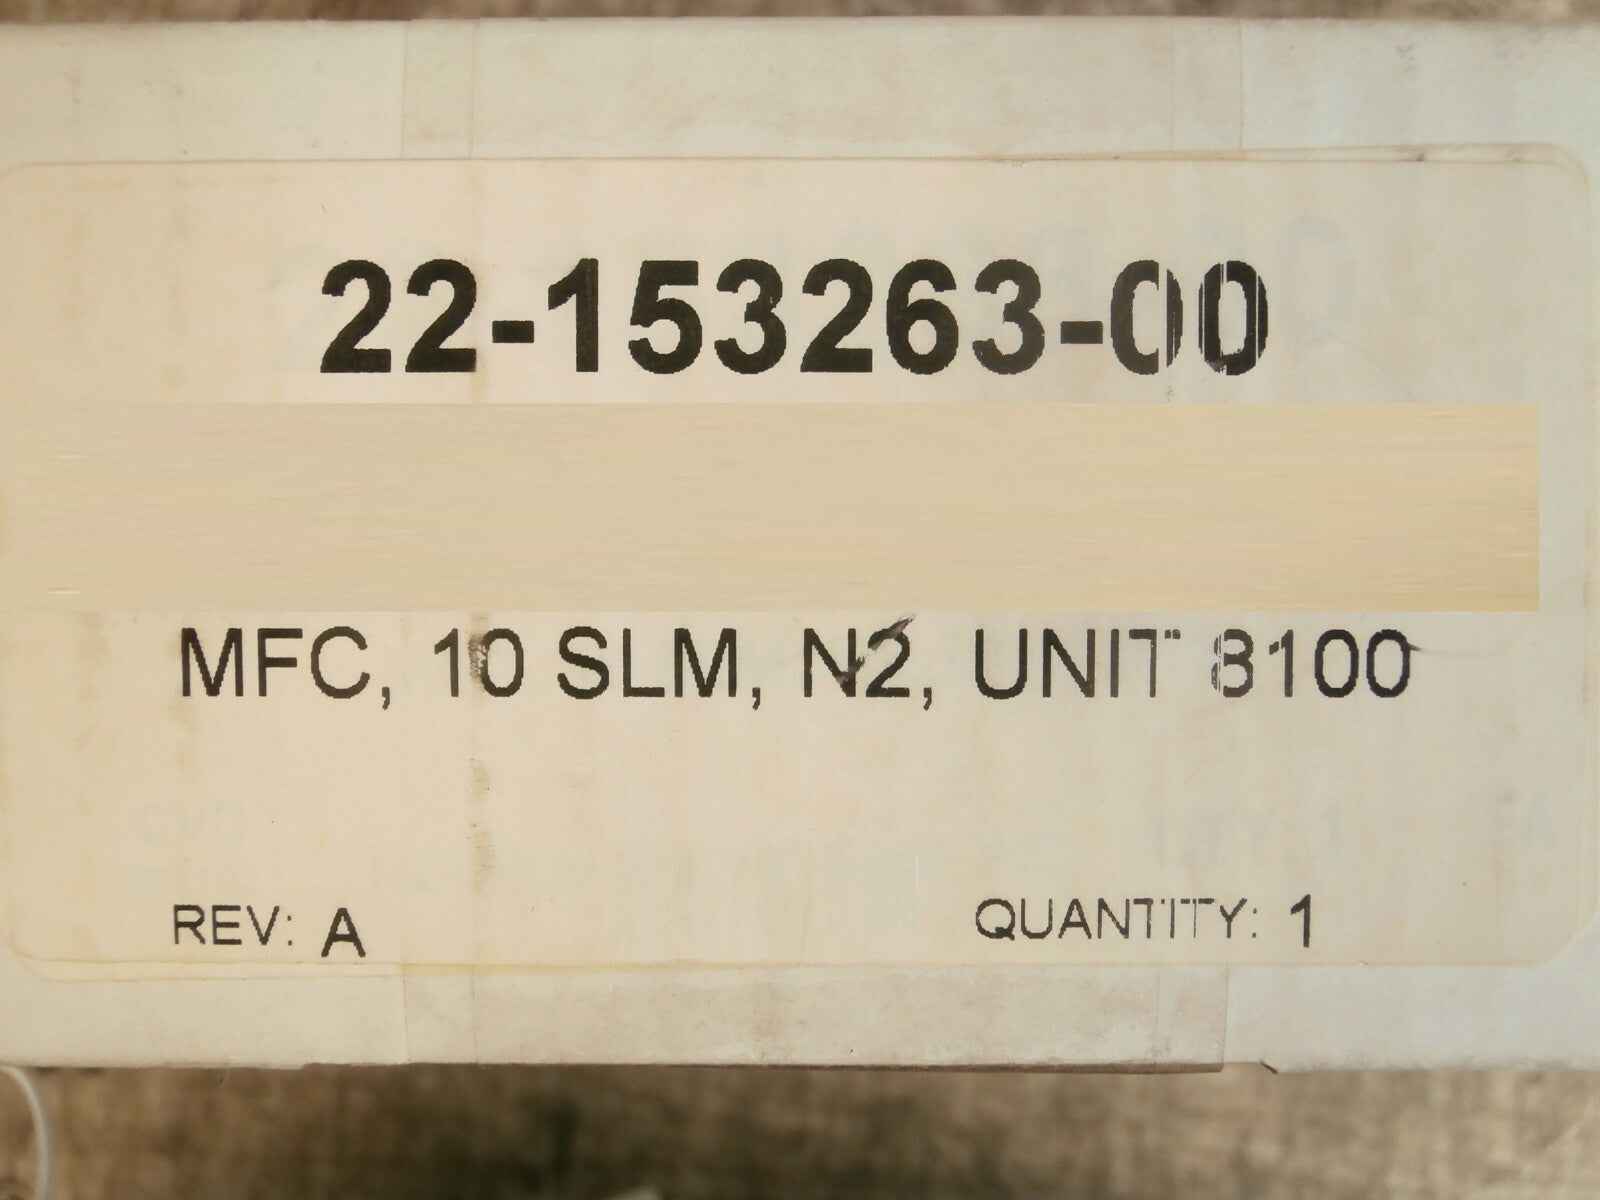 22-153263-00
MFC, 10 SLM, N2, UNIT 8100
REV: A
QUANTITY: 1